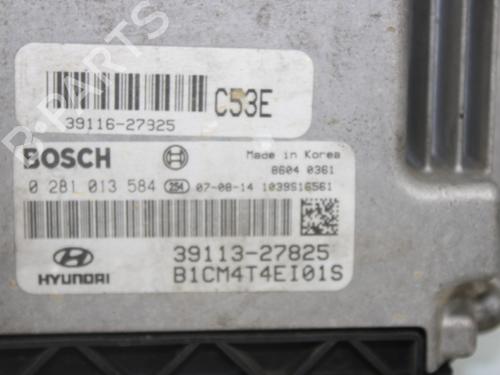 B-PARTS
C53E
39116-27825
BOSCH
Made in Korea
8604 0361
0 281 013 584 254 07-08-14 1039S16561
HYUNDAI
39113-27825
B1CM4T4EI01S